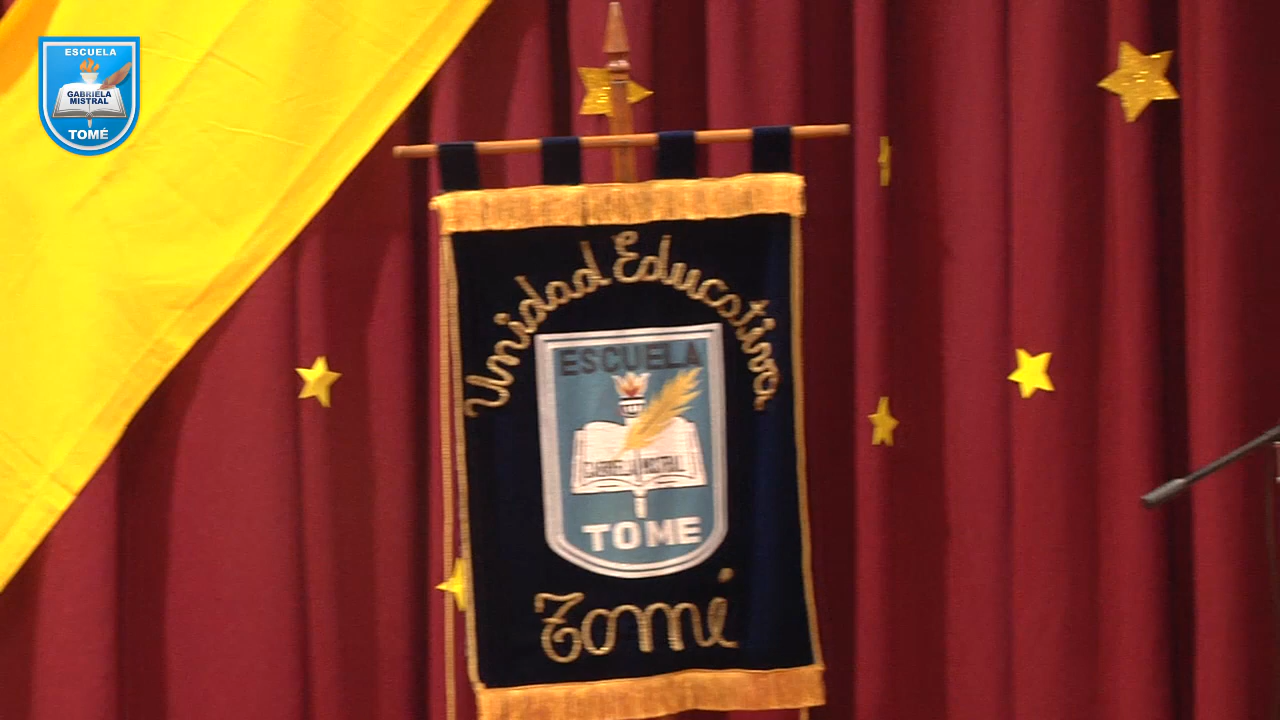 ESCUELA
GABRIELA
MISTRAL
TOMÉ
Unidad Educativa
ESCUELA
GABRIELA MISTRAL
TOME
Tomé